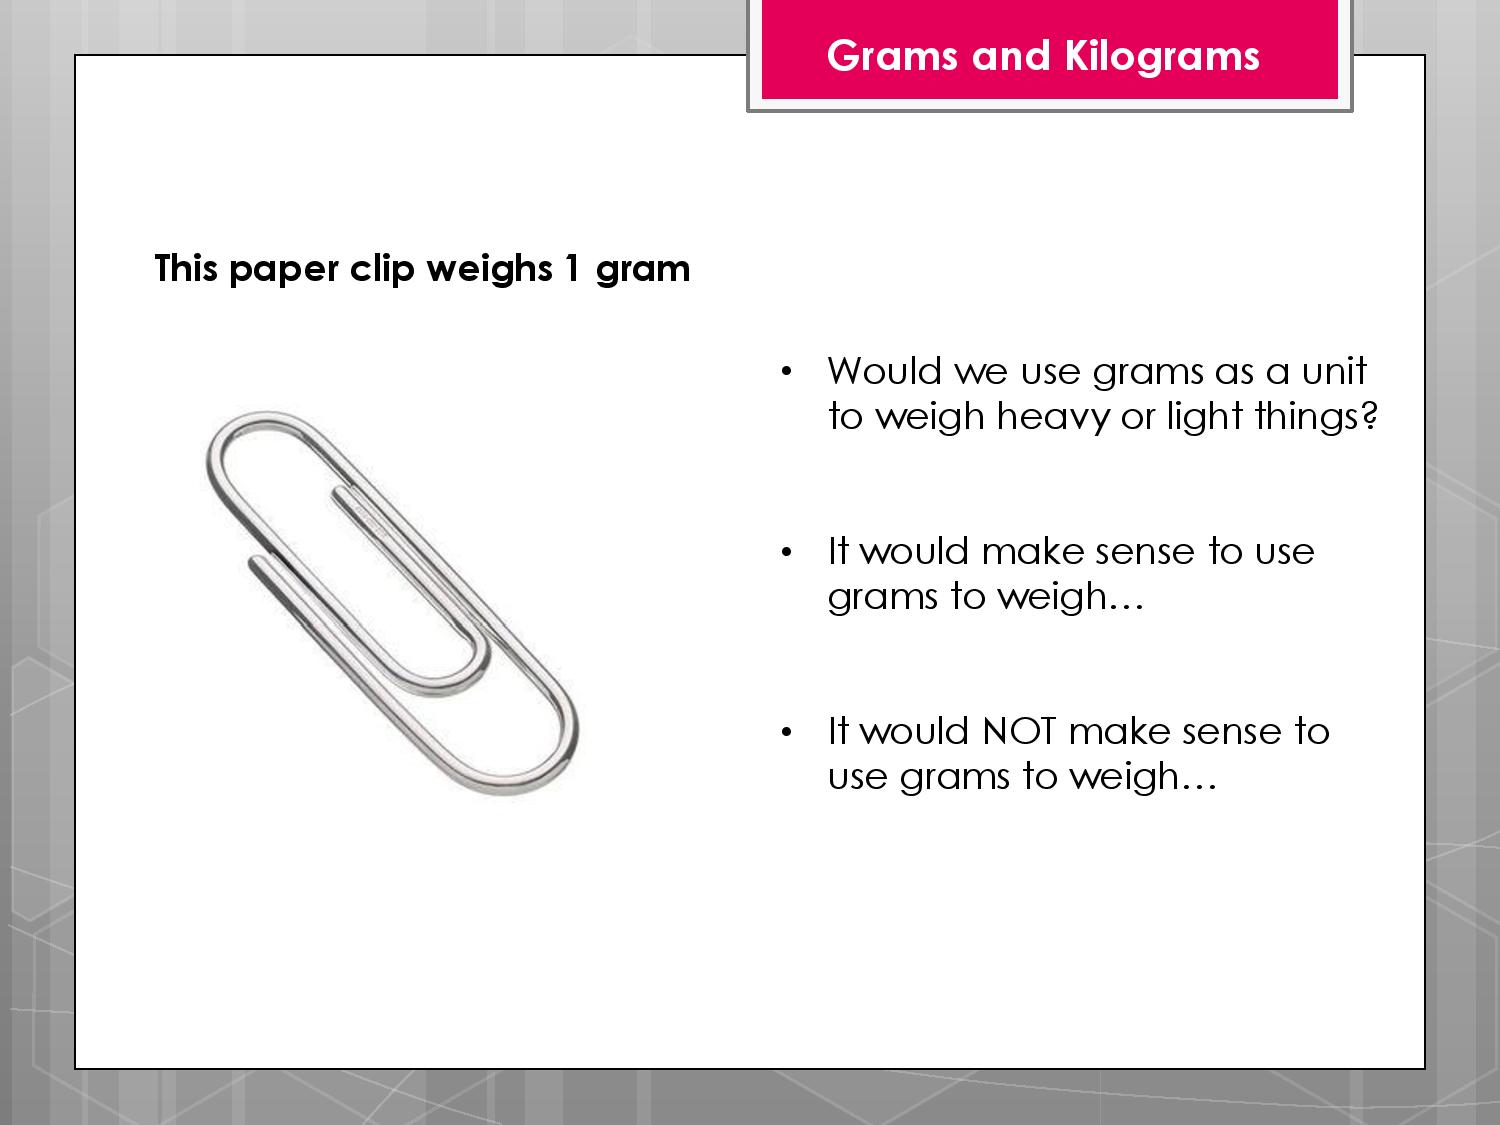 Grams and Kilograms
This paper clip weighs 1 gram
• Would we use grams as a unit
to weigh heavy or light things?
• It would make sense to use
grams to weigh…
• It would NOT make sense to
use grams to weigh…